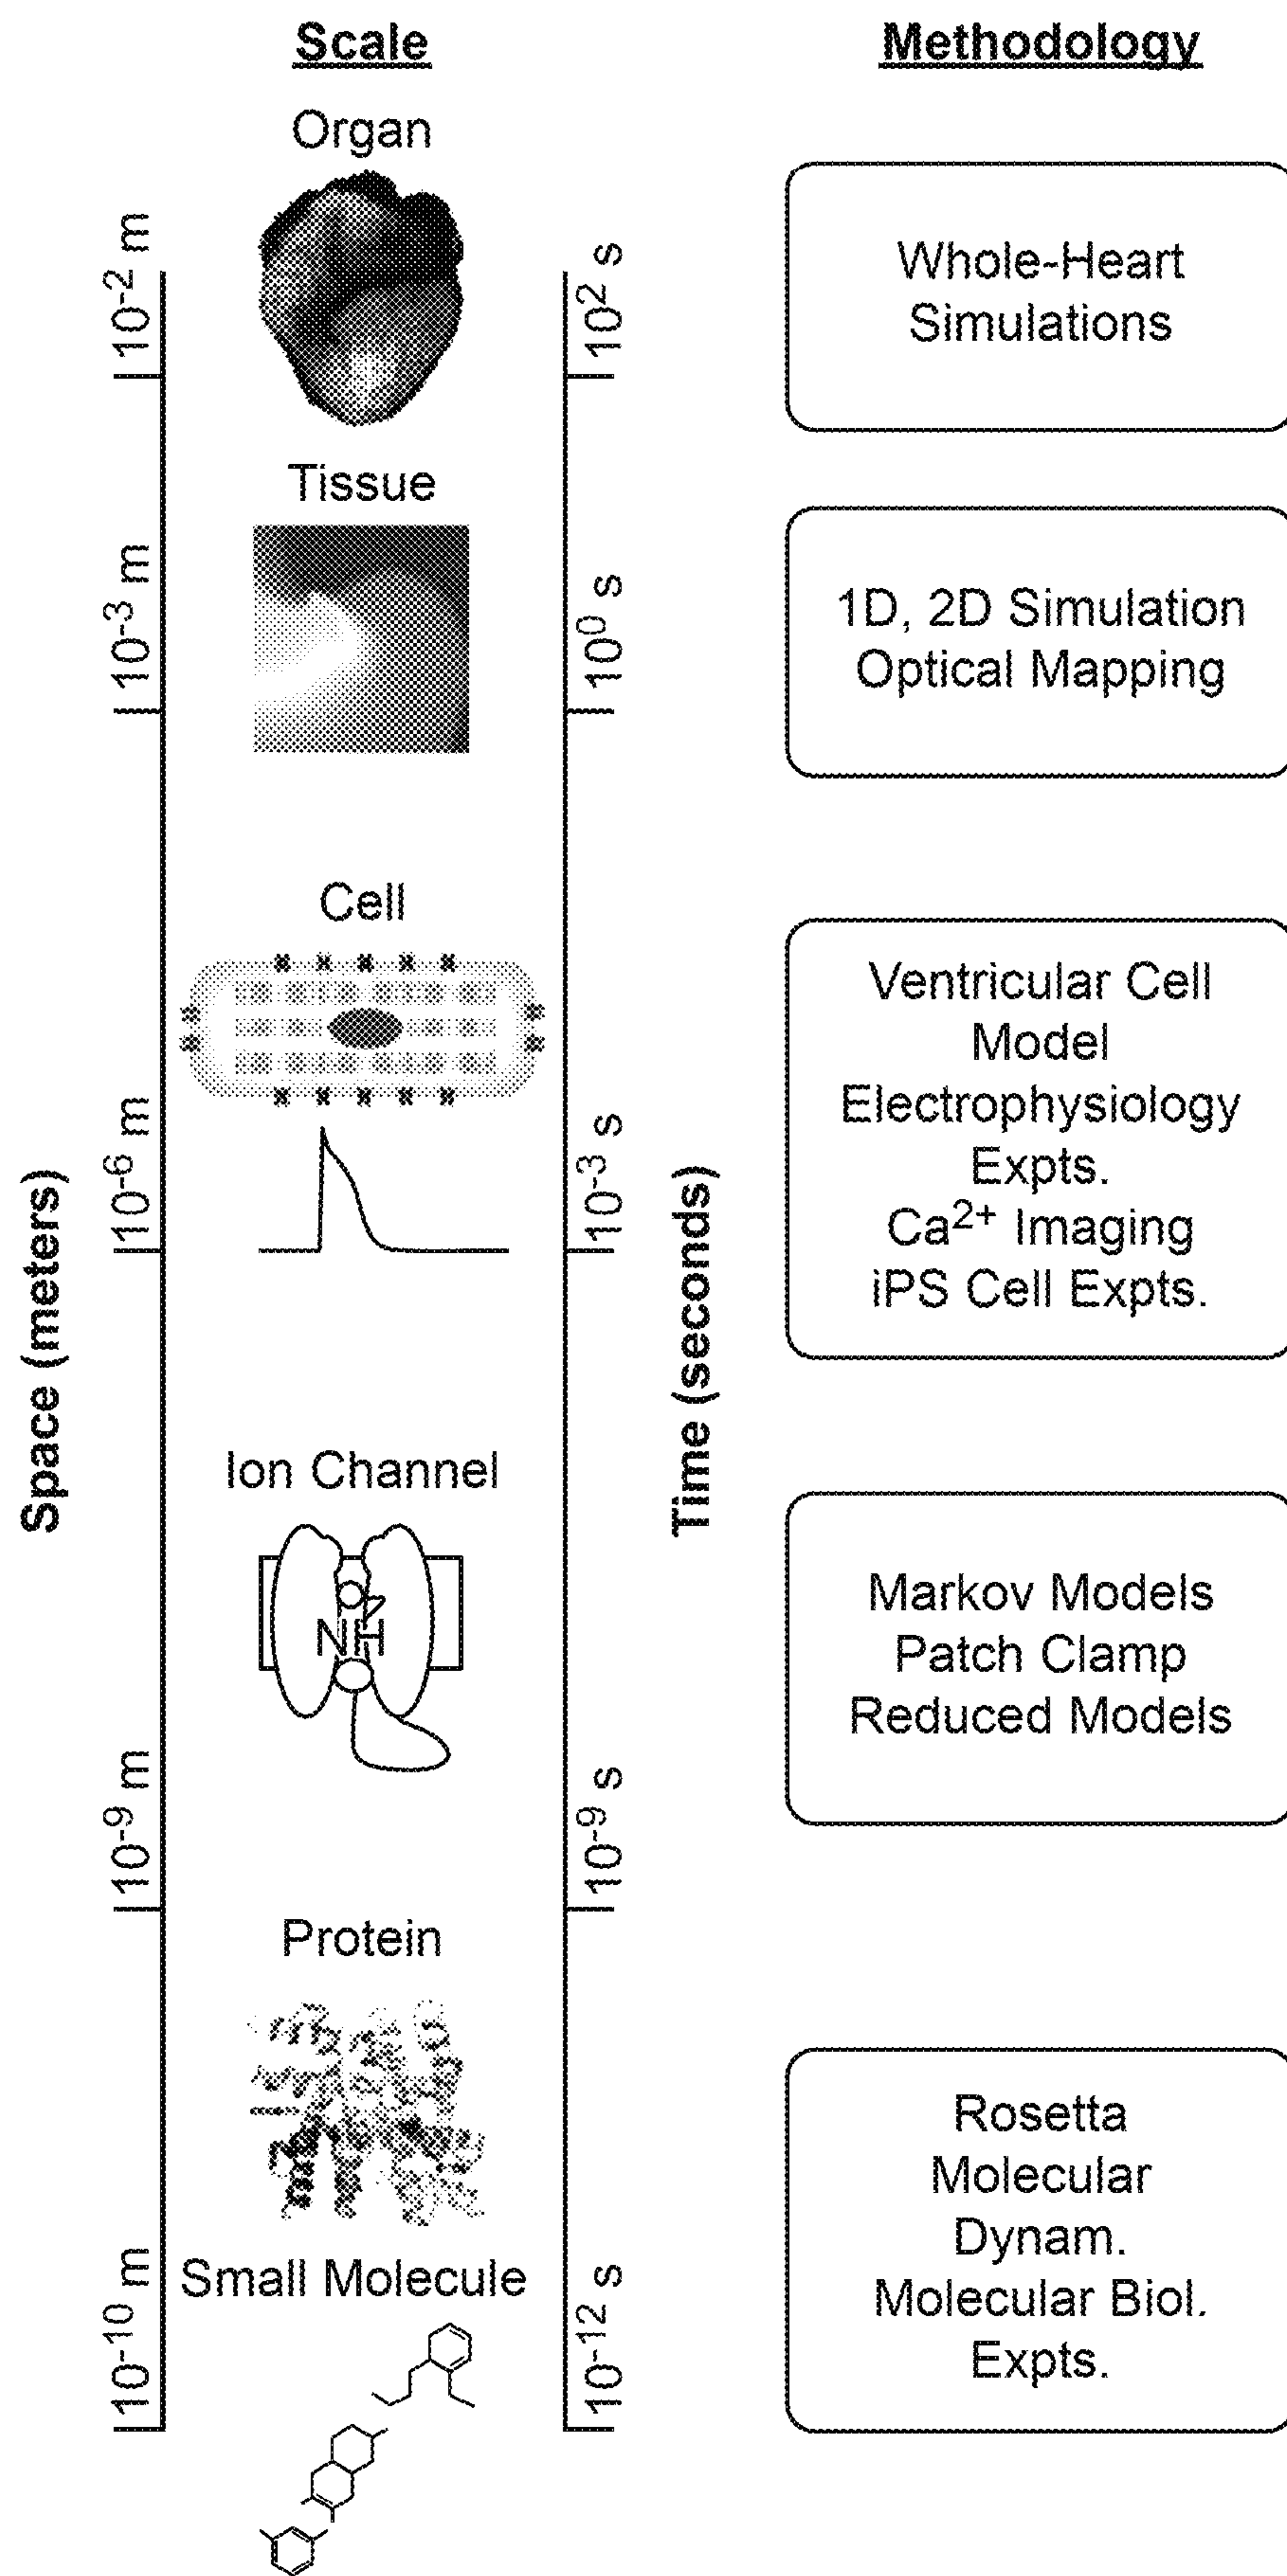 Scale
Methodology
Organ
10⁻² m
10² s
Whole-Heart
Simulations
Tissue
10⁻³ m
10⁰ s
1D, 2D Simulation
Optical Mapping
Cell
10⁻⁶ m
10⁻³ s
Ventricular Cell
Model
Electrophysiology
Expts.
Ca²⁺ Imaging
iPS Cell Expts.
Space (meters)
Time (seconds)
Ion Channel
NH
Markov Models
Patch Clamp
Reduced Models
10⁻⁹ m
10⁻⁹ s
Protein
Rosetta
Molecular
Dynam.
Molecular Biol.
Expts.
Small Molecule
10⁻¹⁰ m
10⁻¹² s